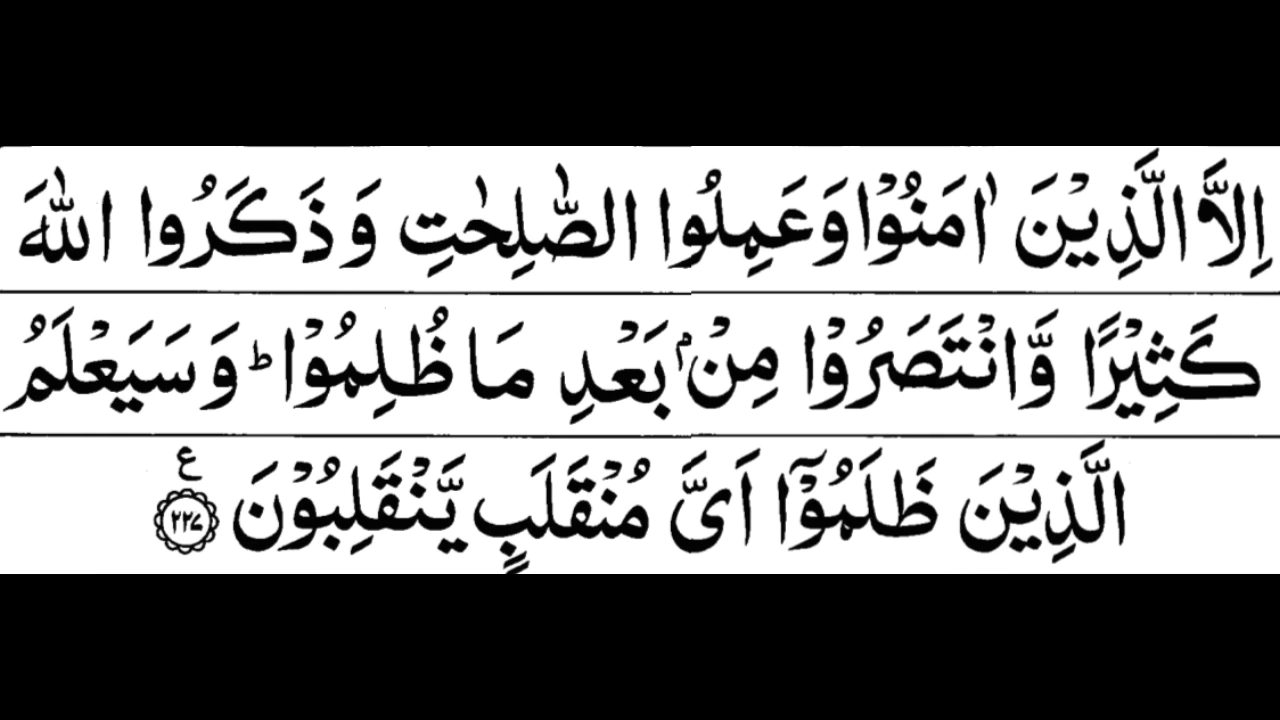 اِلَّا الَّذِيْنَ اٰمَنُوْا وَعَمِلُوا الصّٰلِحٰتِ وَ ذَكَرُوا اللّٰهَ
كَثِيْرًا وَّ انْتَصَرُوْا مِنْۢ بَعْدِ مَا ظُلِمُوْا ؕ وَ سَيَعْلَمُ
الَّذِيْنَ ظَلَمُوْۤا اَیَّ مُنْقَلَبٍ يَّنْقَلِبُوْنَ ۝۲۲۷ ع